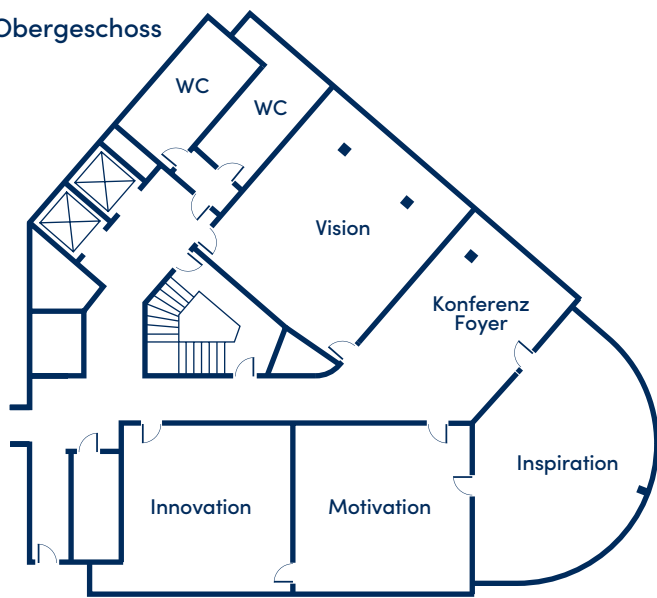 Obergeschoss
WC
WC
Vision
Konferenz
Foyer
Inspiration
Innovation
Motivation